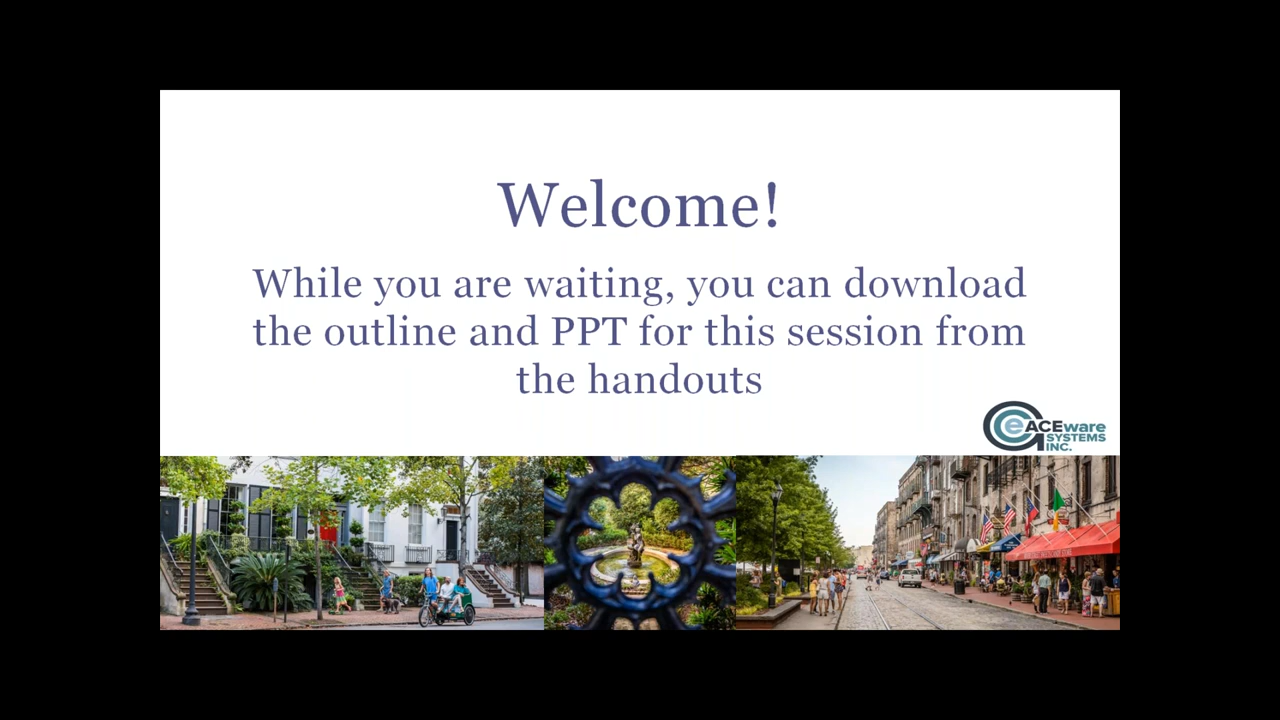 Welcome!
While you are waiting, you can download
the outline and PPT for this session from
the handouts
e ACEware
SYSTEMS
INC.